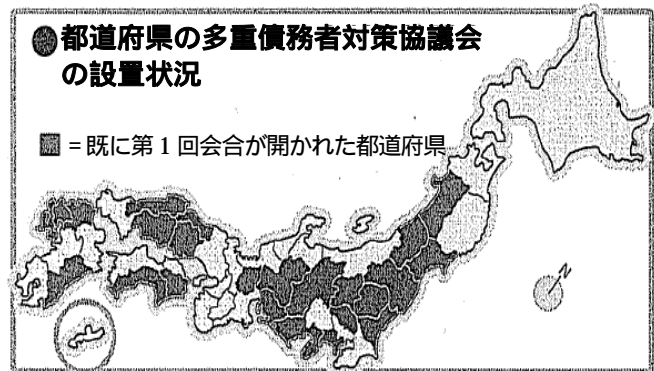 ●都道府県の多重債務者対策協議会
の設置状況
■=既に第1回会合が開かれた都道府県
N